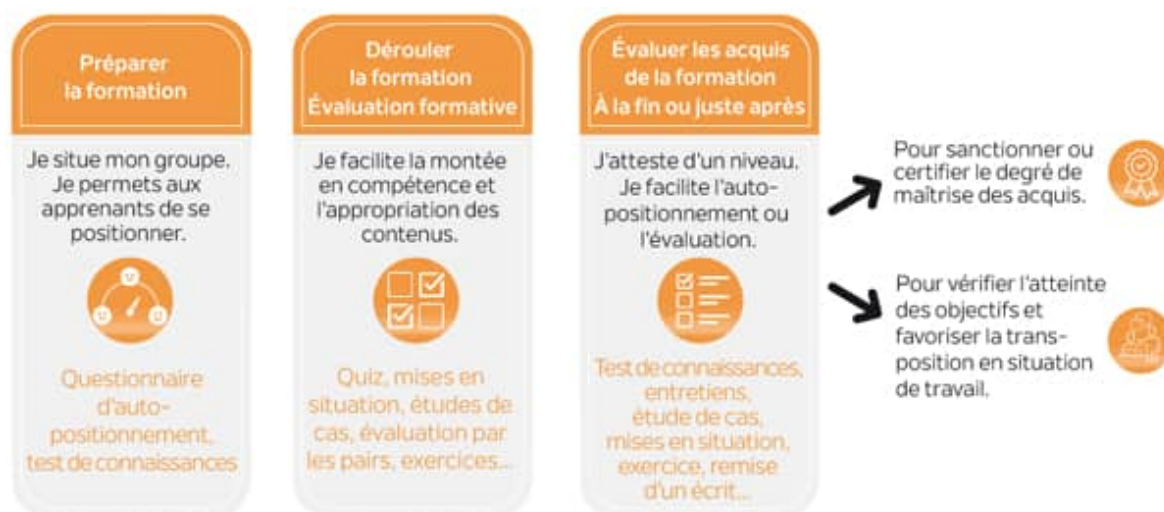 Préparer
la formation
Je situe mon groupe.
Je permets aux
apprenants de se
positionner.
Questionnaire
d'auto-
positionnement,
test de connaissances
Dérouler
la formation
Évaluation formative
Je facilite la montée
en compétence et
l'appropriation des
contenus.
Quiz, mises en
situation, études de
cas, évaluation par
les pairs, exercices...
Évaluer les acquis
de la formation
À la fin ou juste après
J'atteste d'un niveau.
Je facilite l'auto-
positionnement ou
l'évaluation.
Test de connaissances,
entretiens,
étude de cas,
mises en situation,
exercice, remise
d'un écrit...
Pour sanctionner ou
certifier le degré de
maîtrise des acquis.
Pour vérifier l'atteinte
des objectifs et
favoriser la trans-
position en situation
de travail.